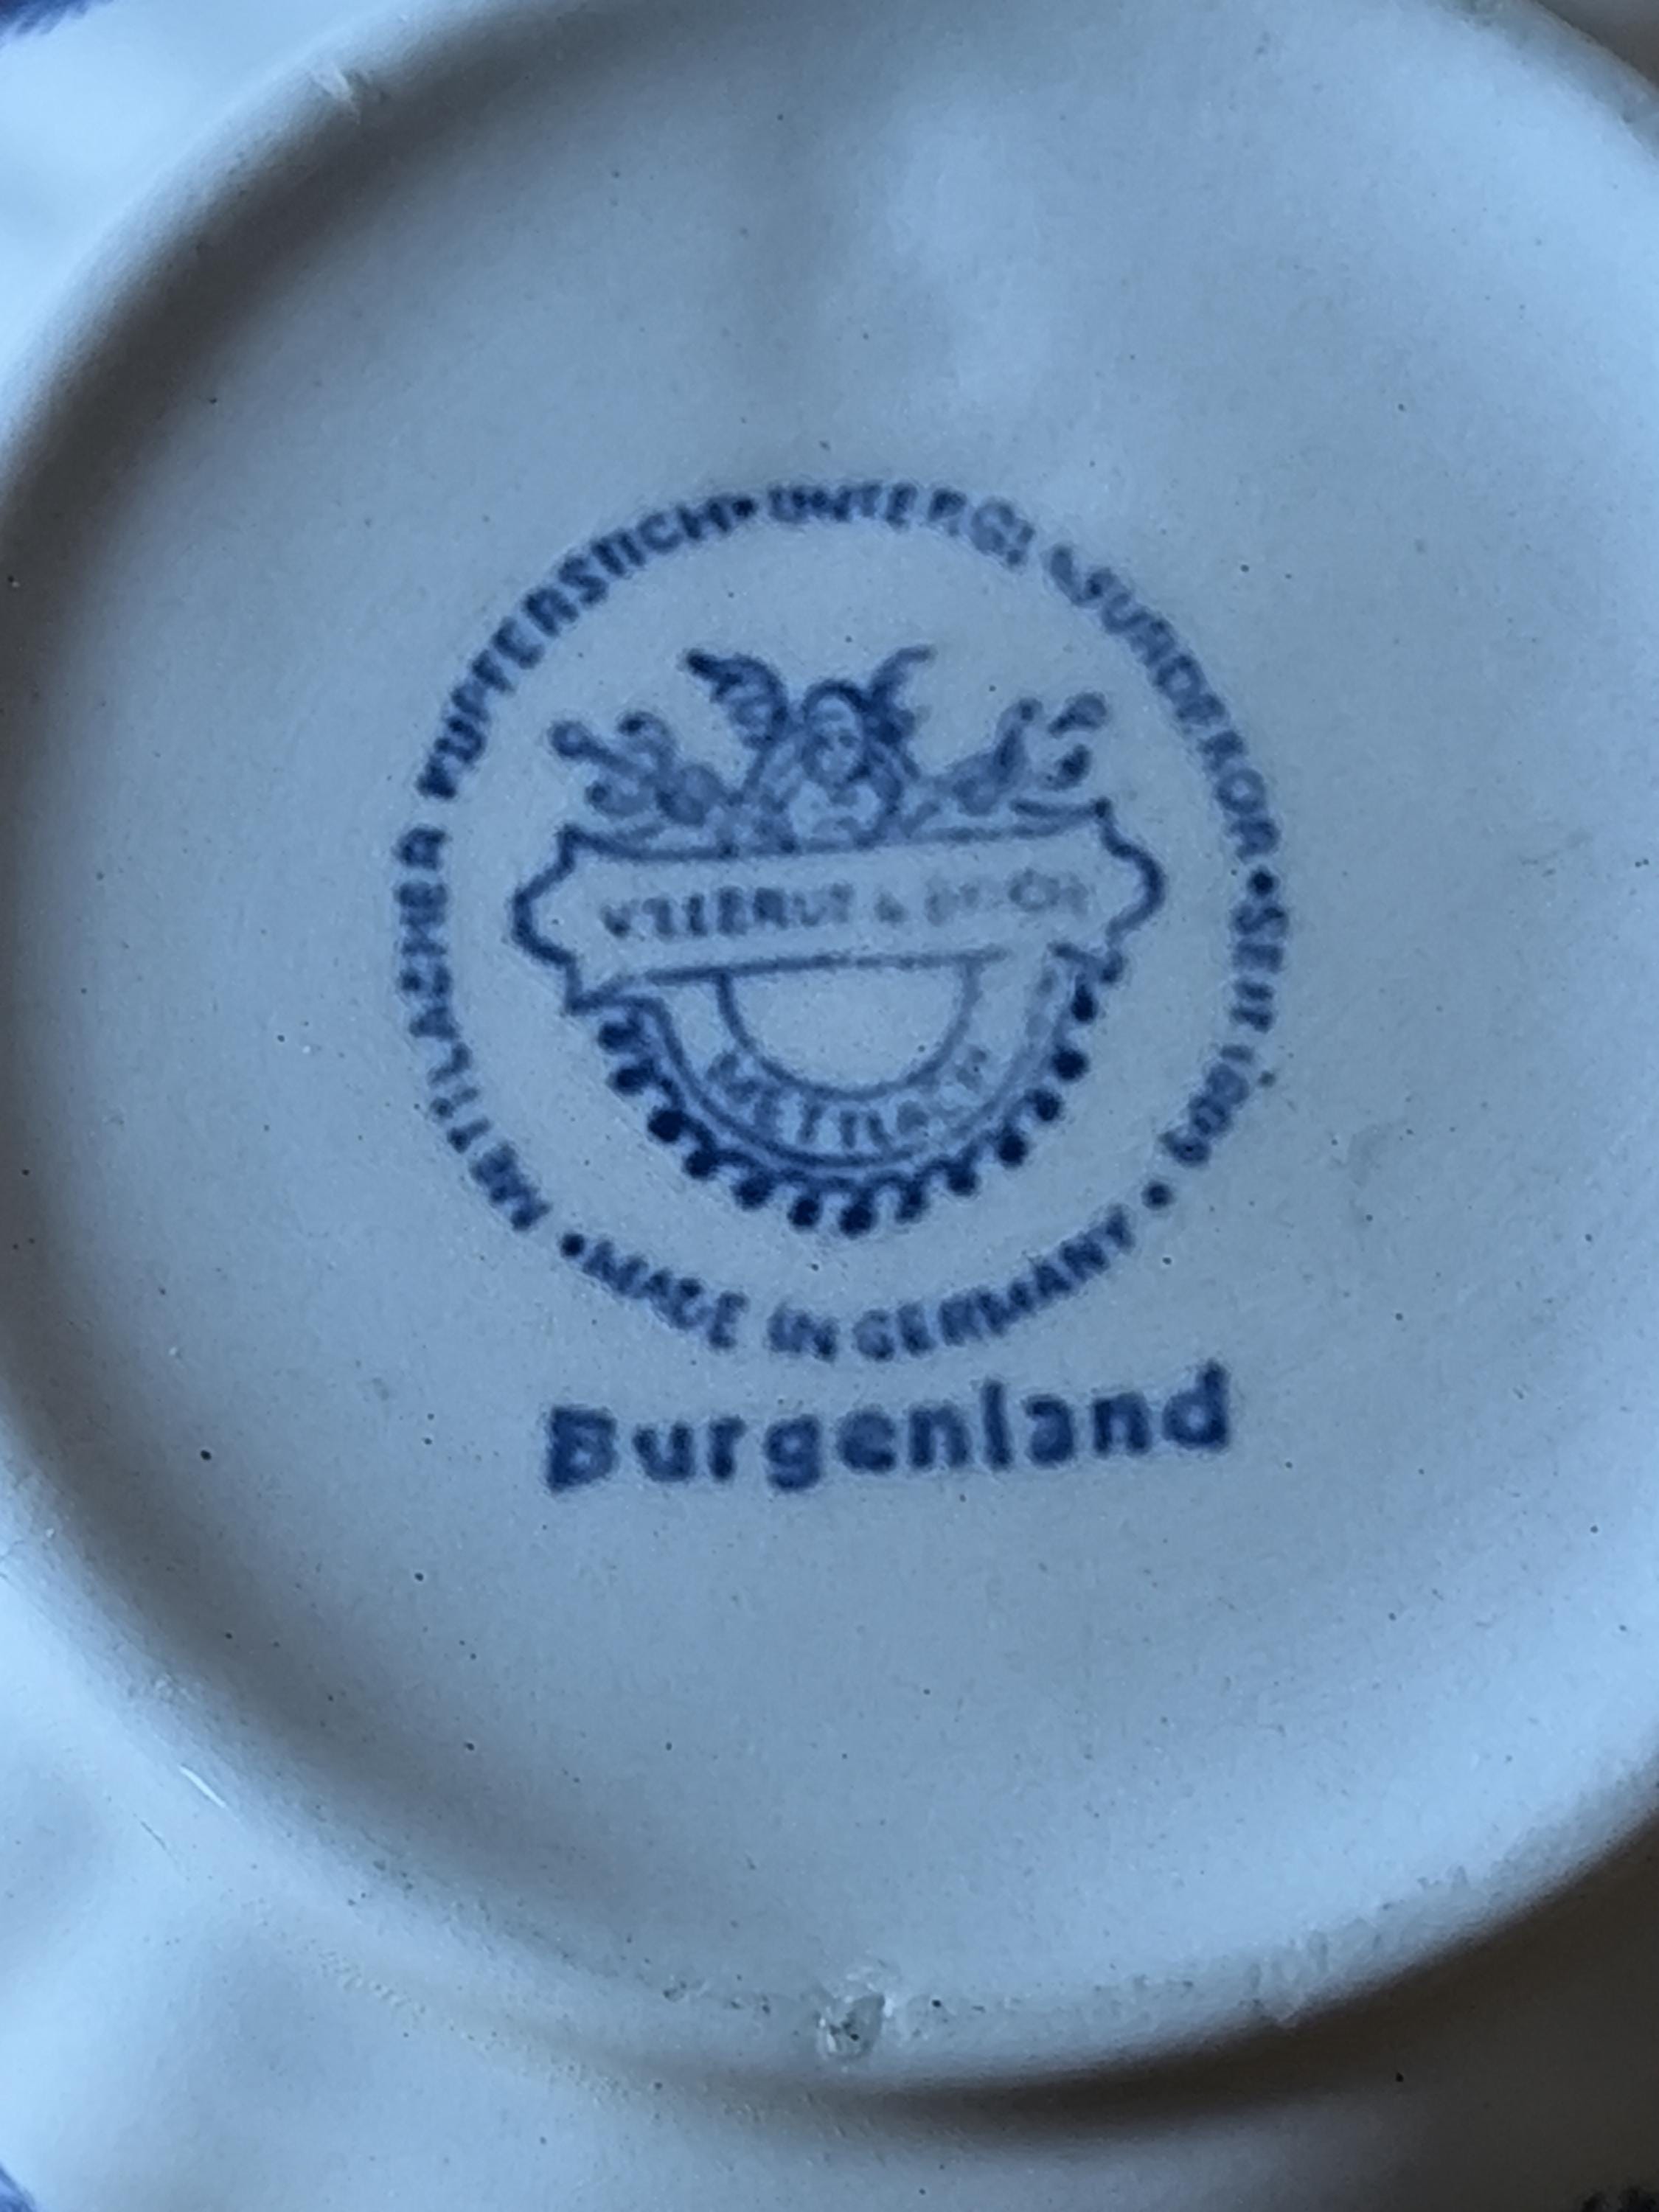 METTLACHER KUPFERSTICH • UNTERGLASURDEKOR • SEIT 1809 • MADE IN GERMANY •
VILLEROY & BOCH
METTLACH
Burgenland